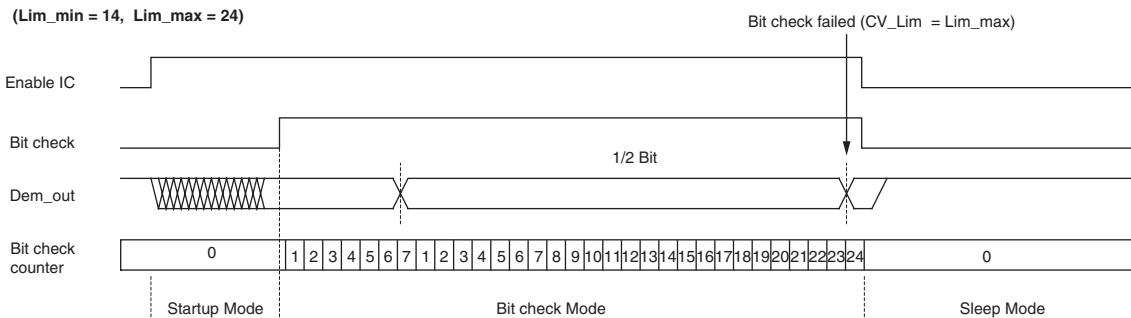 (Lim_min = 14, Lim_max = 24)
Bit check failed (CV_Lim = Lim_max)
Enable IC
Bit check
1/2 Bit
Dem_out
Bit check
counter
0 1 2 3 4 5 6 7 1 2 3 4 5 6 7 8 9 10 11 12 13 14 15 16 17 18 19 20 21 22 23 24 0
Startup Mode Bit check Mode Sleep Mode